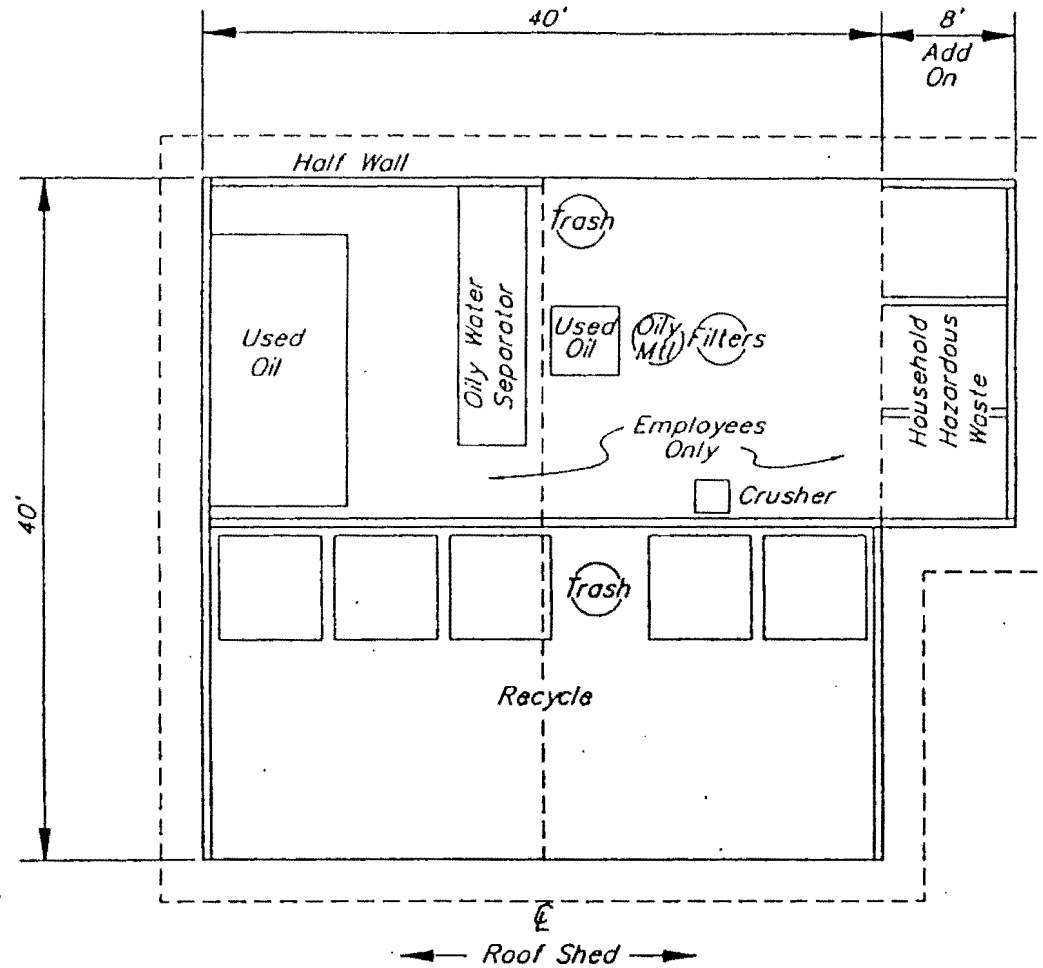 40'
8'
Add
On
Half Wall
Trash
Used
Oil
Oily Water
Separator
Used
Oil
Oily
Mtl
Filters
Household
Hazardous
Waste
Employees
Only
Crusher
40'
Trash
Recycle
℄
Roof Shed